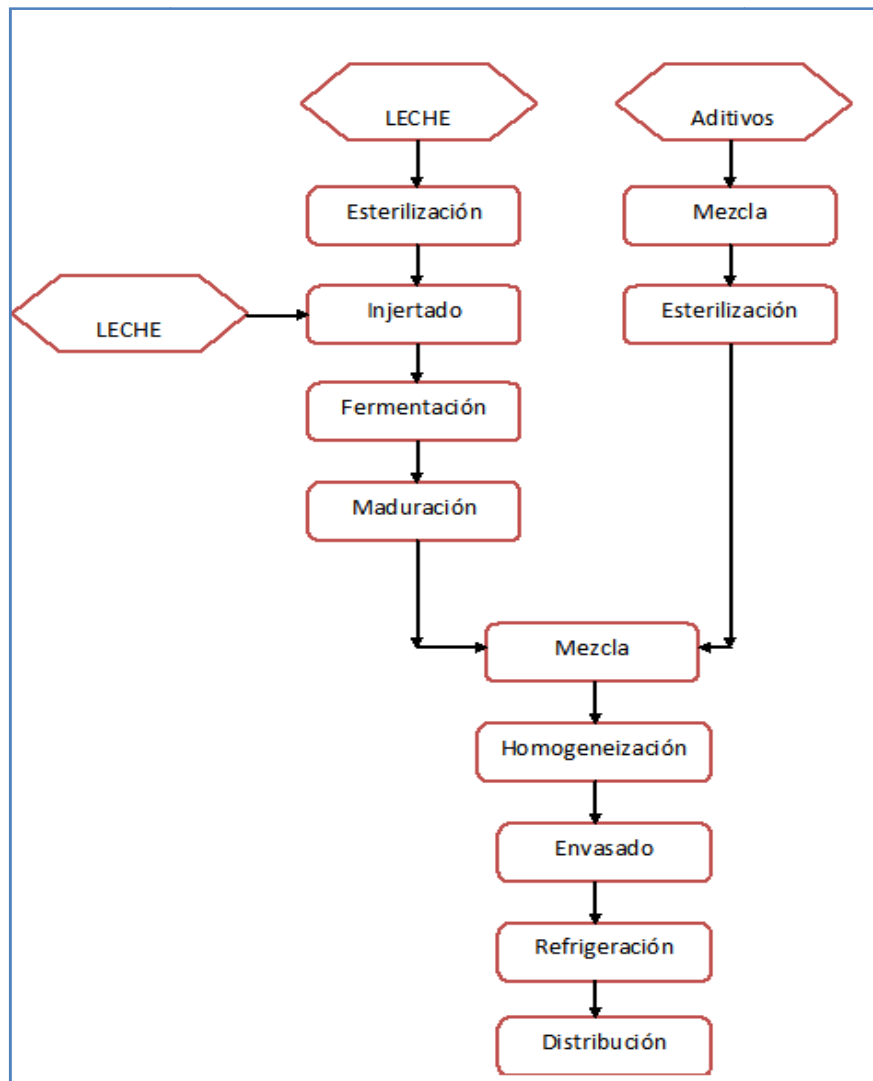 LECHE
Aditivos
Esterilización
Mezcla
LECHE
Injertado
Esterilización
Fermentación
Maduración
Mezcla
Homogeneización
Envasado
Refrigeración
Distribución